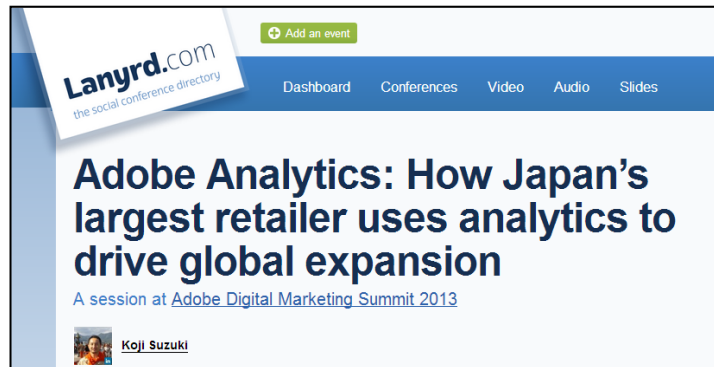 Add an event
Lanyrd.com
the social conference directory
Dashboard Conferences Video Audio Slides
Adobe Analytics: How Japan’s
largest retailer uses analytics to
drive global expansion
A session at Adobe Digital Marketing Summit 2013
Koji Suzuki